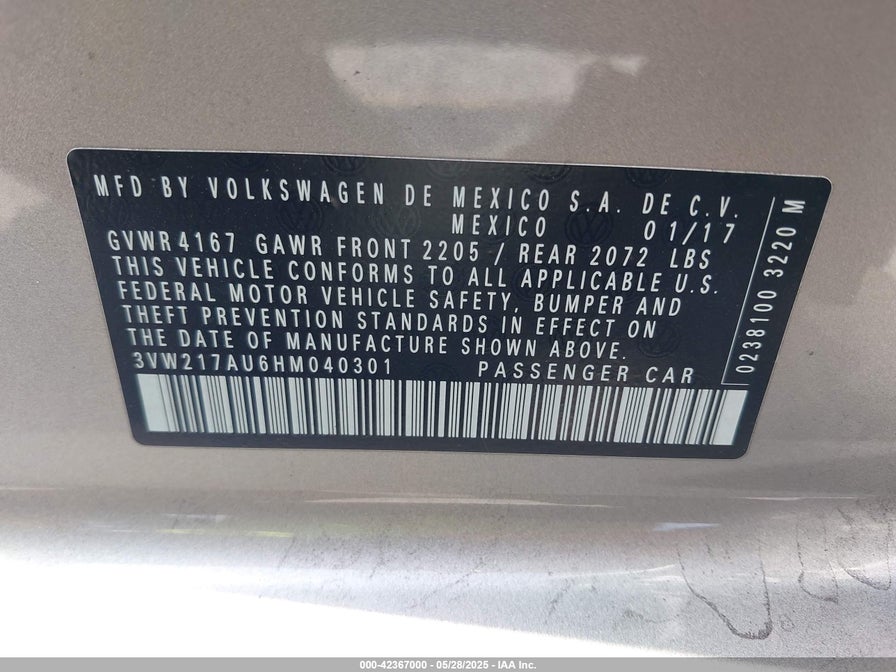 MFD BY VOLKSWAGEN DE MEXICO S.A. DE C.V.
MEXICO 01/17
GVWR 4167 GAWR FRONT 2205 / REAR 2072 LBS
THIS VEHICLE CONFORMS TO ALL APPLICABLE U.S.
FEDERAL MOTOR VEHICLE SAFETY, BUMPER AND
THEFT PREVENTION STANDARDS IN EFFECT ON
THE DATE OF MANUFACTURE SHOWN ABOVE.
3VW217AU6HM040301 PASSENGER CAR
0238100 3220 M
000-42367000 - 05/28/2025 - IAA Inc.